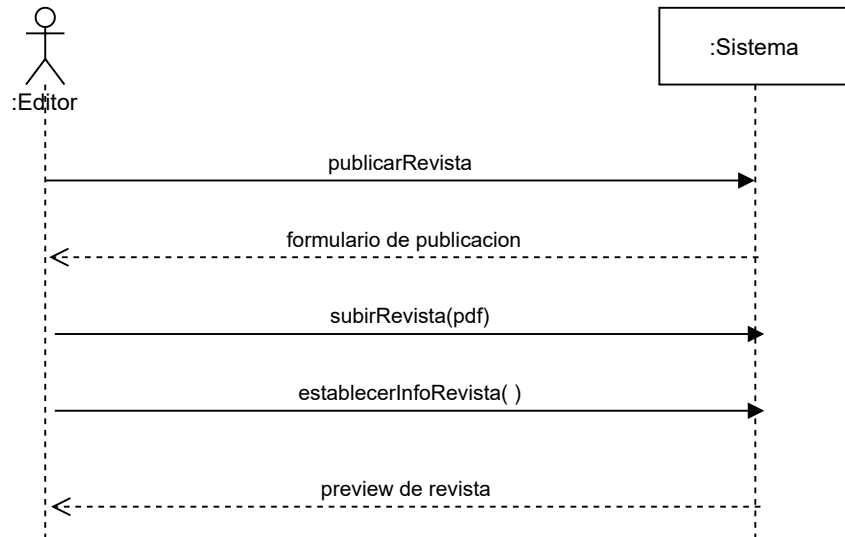 :Sistema
:Editor
publicarRevista
formulario de publicacion
subirRevista(pdf)
establecerInfoRevista( )
preview de revista